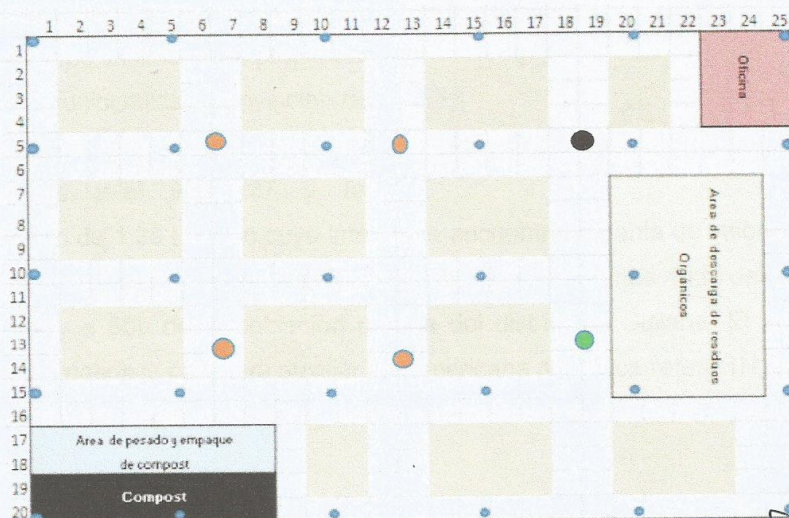 1 2 3 4 5 6 7 8 9 10 11 12 13 14 15 16 17 18 19 20 21 22 23 24 25
1
2
3
4
5
6
7
8
9
10
11
12
13
14
15
16
17
18
19
20
Oficina
Area de descarga de residuos
Organicos
Area de pesado y empaque
de compost
Compost